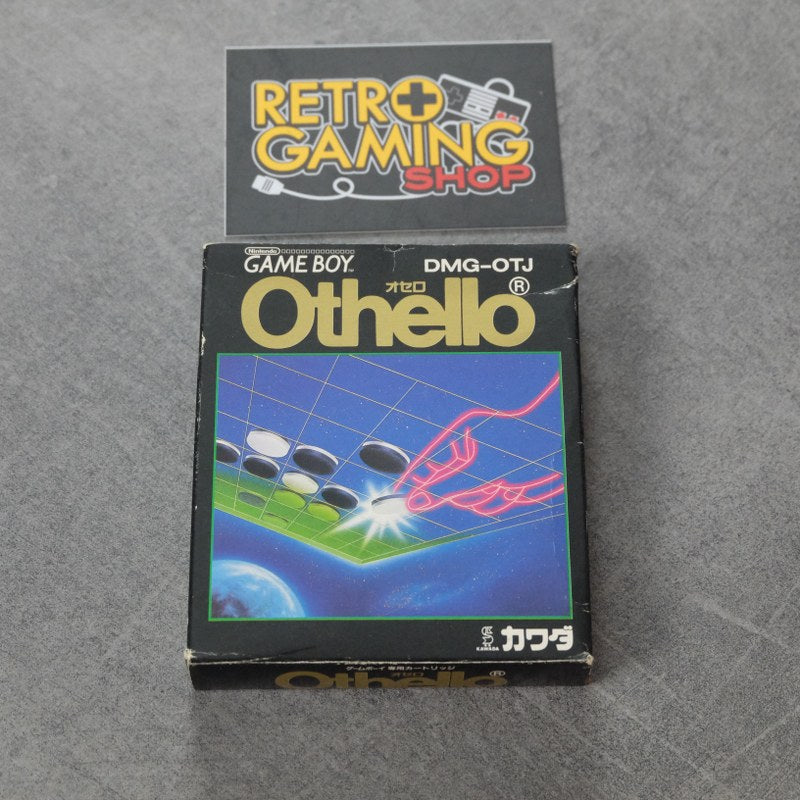 RETRO
GAMING
SHOP
Nintendo
GAME BOY
DMG-OTJ
オセロ
Othello®
KAWADA
カワダ
ゲームボーイ専用カートリッジ
オセロ
Othello®